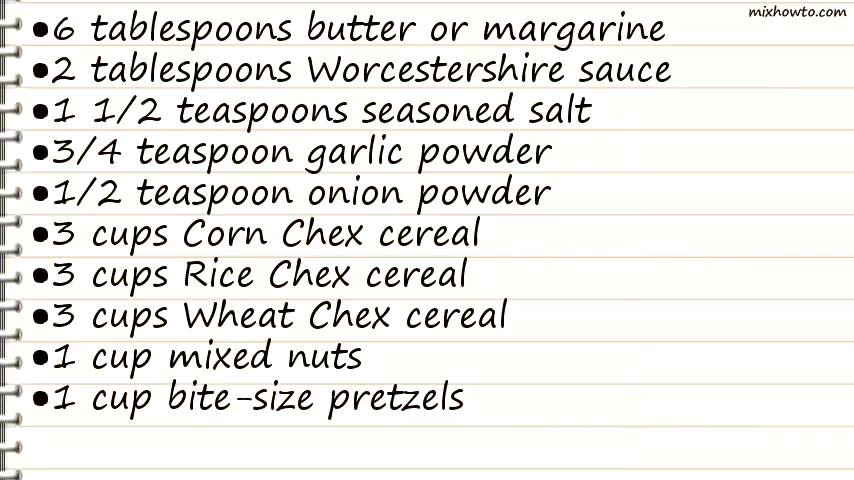 mixhowto.com
•6 tablespoons butter or margarine
•2 tablespoons Worcestershire sauce
•1 1/2 teaspoons seasoned salt
•3/4 teaspoon garlic powder
•1/2 teaspoon onion powder
•3 cups Corn Chex cereal
•3 cups Rice Chex cereal
•3 cups Wheat Chex cereal
•1 cup mixed nuts
•1 cup bite-size pretzels